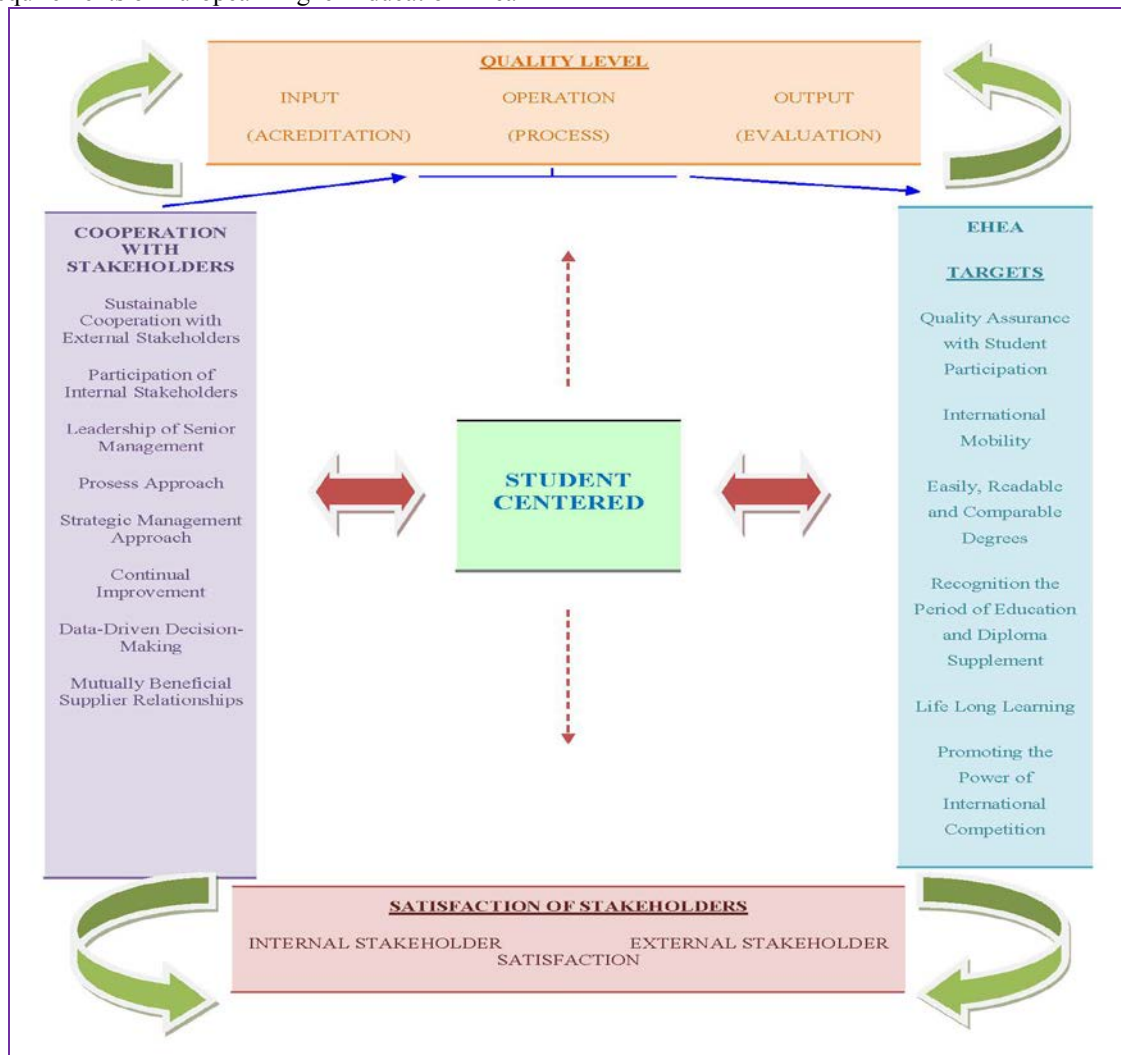 QUALITY LEVEL
INPUT OPERATION OUTPUT
(ACREDITATION) (PROCESS) (EVALUATION)
COOPERATION
WITH
STAKEHOLDERS
Sustainable
Cooperation with
External Stakeholders
Participation of
Internal Stakeholders
Leadership of Senior
Management
Prosess Approach
Strategic Management
Approach
Continual
Improvement
Data-Driven Decision-
Making
Mutually Beneficial
Supplier Relationships
STUDENT
CENTERED
EHEA
TARGETS
Quality Assurance
with Student
Participation
International
Mobility
Easily, Readable
and Comparable
Degrees
Recognition the
Period of Education
and Diploma
Supplement
Life Long Learning
Promoting the
Power of
International
Competition
SATISFACTION OF STAKEHOLDERS
INTERNAL STAKEHOLDER EXTERNAL STAKEHOLDER
SATISFACTION